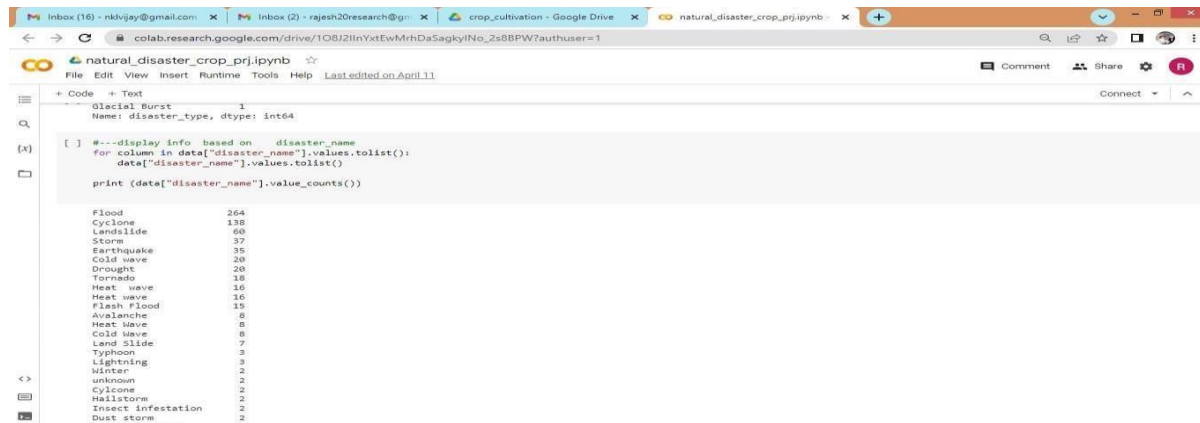 Inbox (16) - nklvijay@gmail.com Inbox (2) - rajesh20research@gm crop_cultivation - Google Drive natural_disaster_crop_prj.ipynb -
colab.research.google.com/drive/1O8J2IInYxtEwMrhDaSagkyINo_2s8BPW?authuser=1
natural_disaster_crop_prj.ipynb
File Edit View Insert Runtime Tools Help Last edited on April 11
Comment Share R
+ Code + Text Connect
Glacial Burst 1
Name: disaster_type, dtype: int64
{x}
[ ] #---display info based on disaster_name
for column in data["disaster_name"].values.tolist():
data["disaster_name"].values.tolist()
print (data["disaster_name"].value_counts())
Flood 264
Cyclone 138
Landslide 60
Storm 37
Earthquake 35
Cold wave 20
Drought 20
Tornado 18
Heat  wave 16
Heat wave 16
Flash Flood 15
Avalanche 8
Heat Wave 8
Cold Wave 8
Land Slide 7
Typhoon 3
Lightning 3
Winter 2
unknown 2
Cylcone 2
Hailstorm 2
Insect infestation 2
Dust storm 2